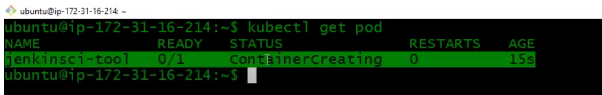 ubuntu@ip-172-31-16-214: ~
ubuntu@ip-172-31-16-214:~$ kubectl get pod
NAME READY STATUS RESTARTS AGE
jenkinsci-tool 0/1 ContainerCreating 0 15s
ubuntu@ip-172-31-16-214:~$